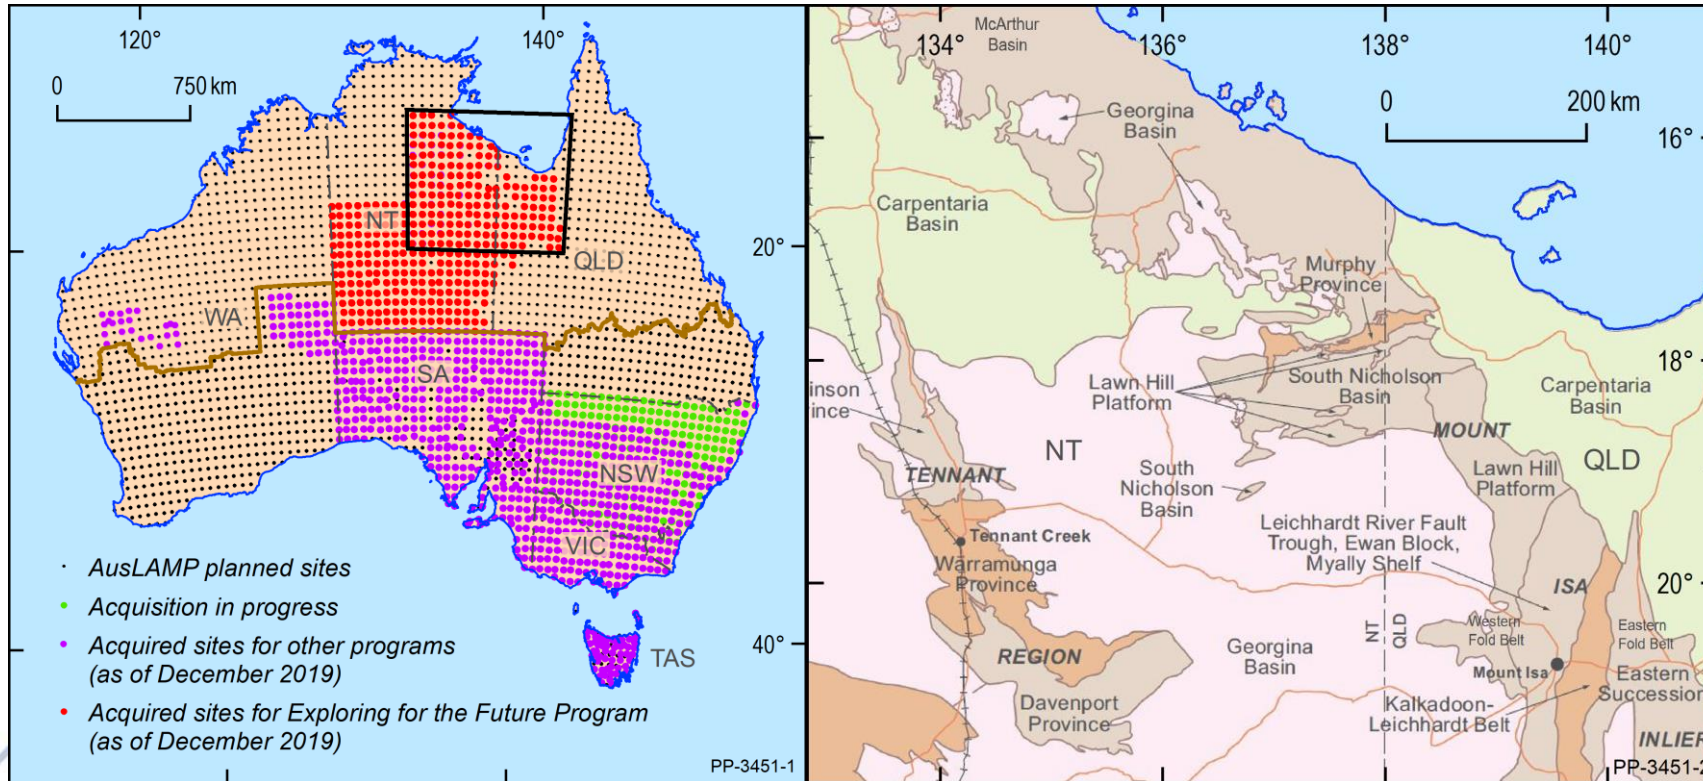 120°
140°
0
750 km
NT
QLD
20°
WA
SA
NSW
VIC
TAS
40°
AusLAMP planned sites
Acquisition in progress
Acquired sites for other programs
(as of December 2019)
Acquired sites for Exploring for the Future Program
(as of December 2019)
PP-3451-1
McArthur
Basin
134°
136°
138°
140°
0
200 km
16°
Georgina
Basin
Carpentaria
Basin
Murphy
Province
18°
Lawn Hill
Platform
South Nicholson
Basin
Carpentaria
Basin
inson
ince
NT
MOUNT
QLD
TENNANT
South
Nicholson
Basin
Lawn Hill
Platform
Leichhardt River Fault
Trough, Ewan Block,
Myally Shelf
Tennant Creek
Warramunga
Province
ISA
20°
NT
QLD
Western
Fold Belt
Eastern
Fold Belt
REGION
Georgina
Basin
Mount Isa
Eastern
Succession
Davenport
Province
Kalkadoon-
Leichhardt Belt
INLIER
PP-3451-2